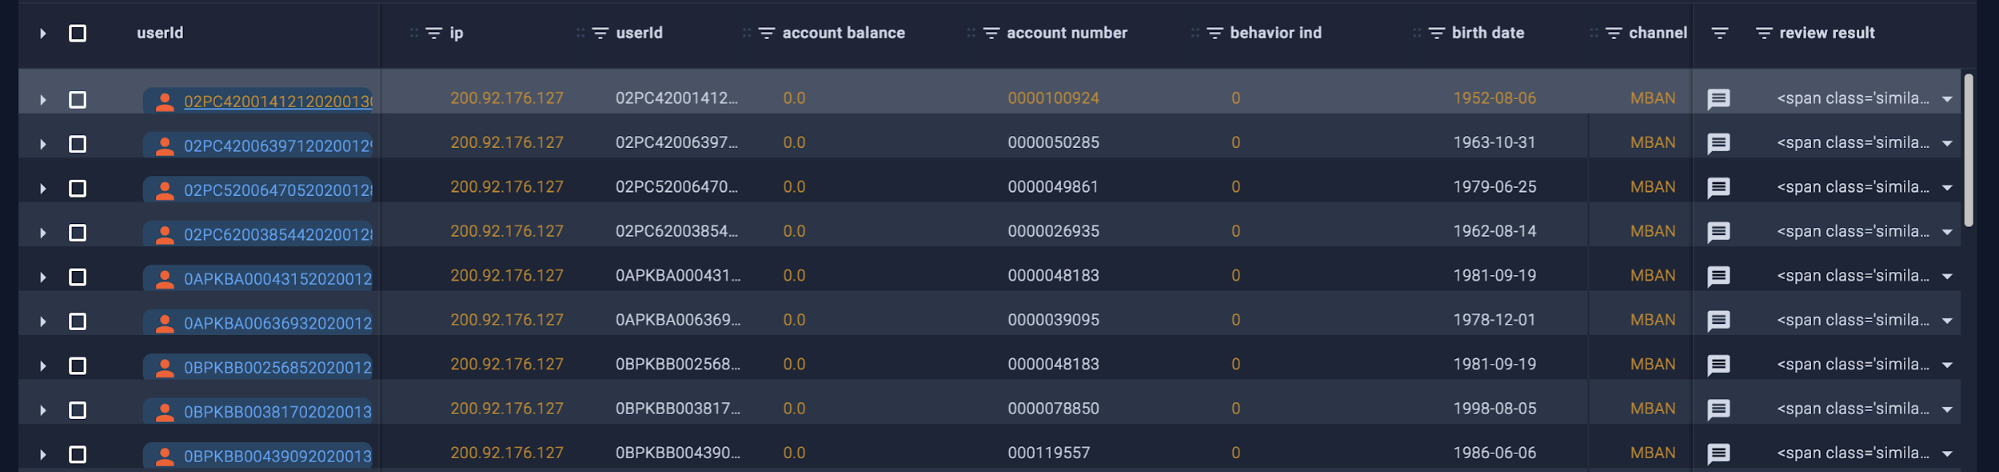 userId ip userId account balance account number behavior ind birth date channel review result
02PC4200141212020013 200.92.176.127 02PC42001412... 0.0 0000100924 0 1952-08-06 MBAN <span class='simila...
02PC42006397120200129 200.92.176.127 02PC42006397... 0.0 0000050285 0 1963-10-31 MBAN <span class='simila...
02PC52006470520200128 200.92.176.127 02PC52006470... 0.0 0000049861 0 1979-06-25 MBAN <span class='simila...
02PC62003854420200128 200.92.176.127 02PC62003854... 0.0 0000026935 0 1962-08-14 MBAN <span class='simila...
0APKBA00043152020012 200.92.176.127 0APKBA000431... 0.0 0000048183 0 1981-09-19 MBAN <span class='simila...
0APKBA00636932020012 200.92.176.127 0APKBA006369... 0.0 0000039095 0 1978-12-01 MBAN <span class='simila...
0BPKBB00256852020012 200.92.176.127 0BPKBB002568... 0.0 0000048183 0 1981-09-19 MBAN <span class='simila...
0BPKBB00381702020013 200.92.176.127 0BPKBB003817... 0.0 0000078850 0 1998-08-05 MBAN <span class='simila...
0BPKBB00439092020013 200.92.176.127 0BPKBB004390... 0.0 000119557 0 1986-06-06 MBAN <span class='simila...